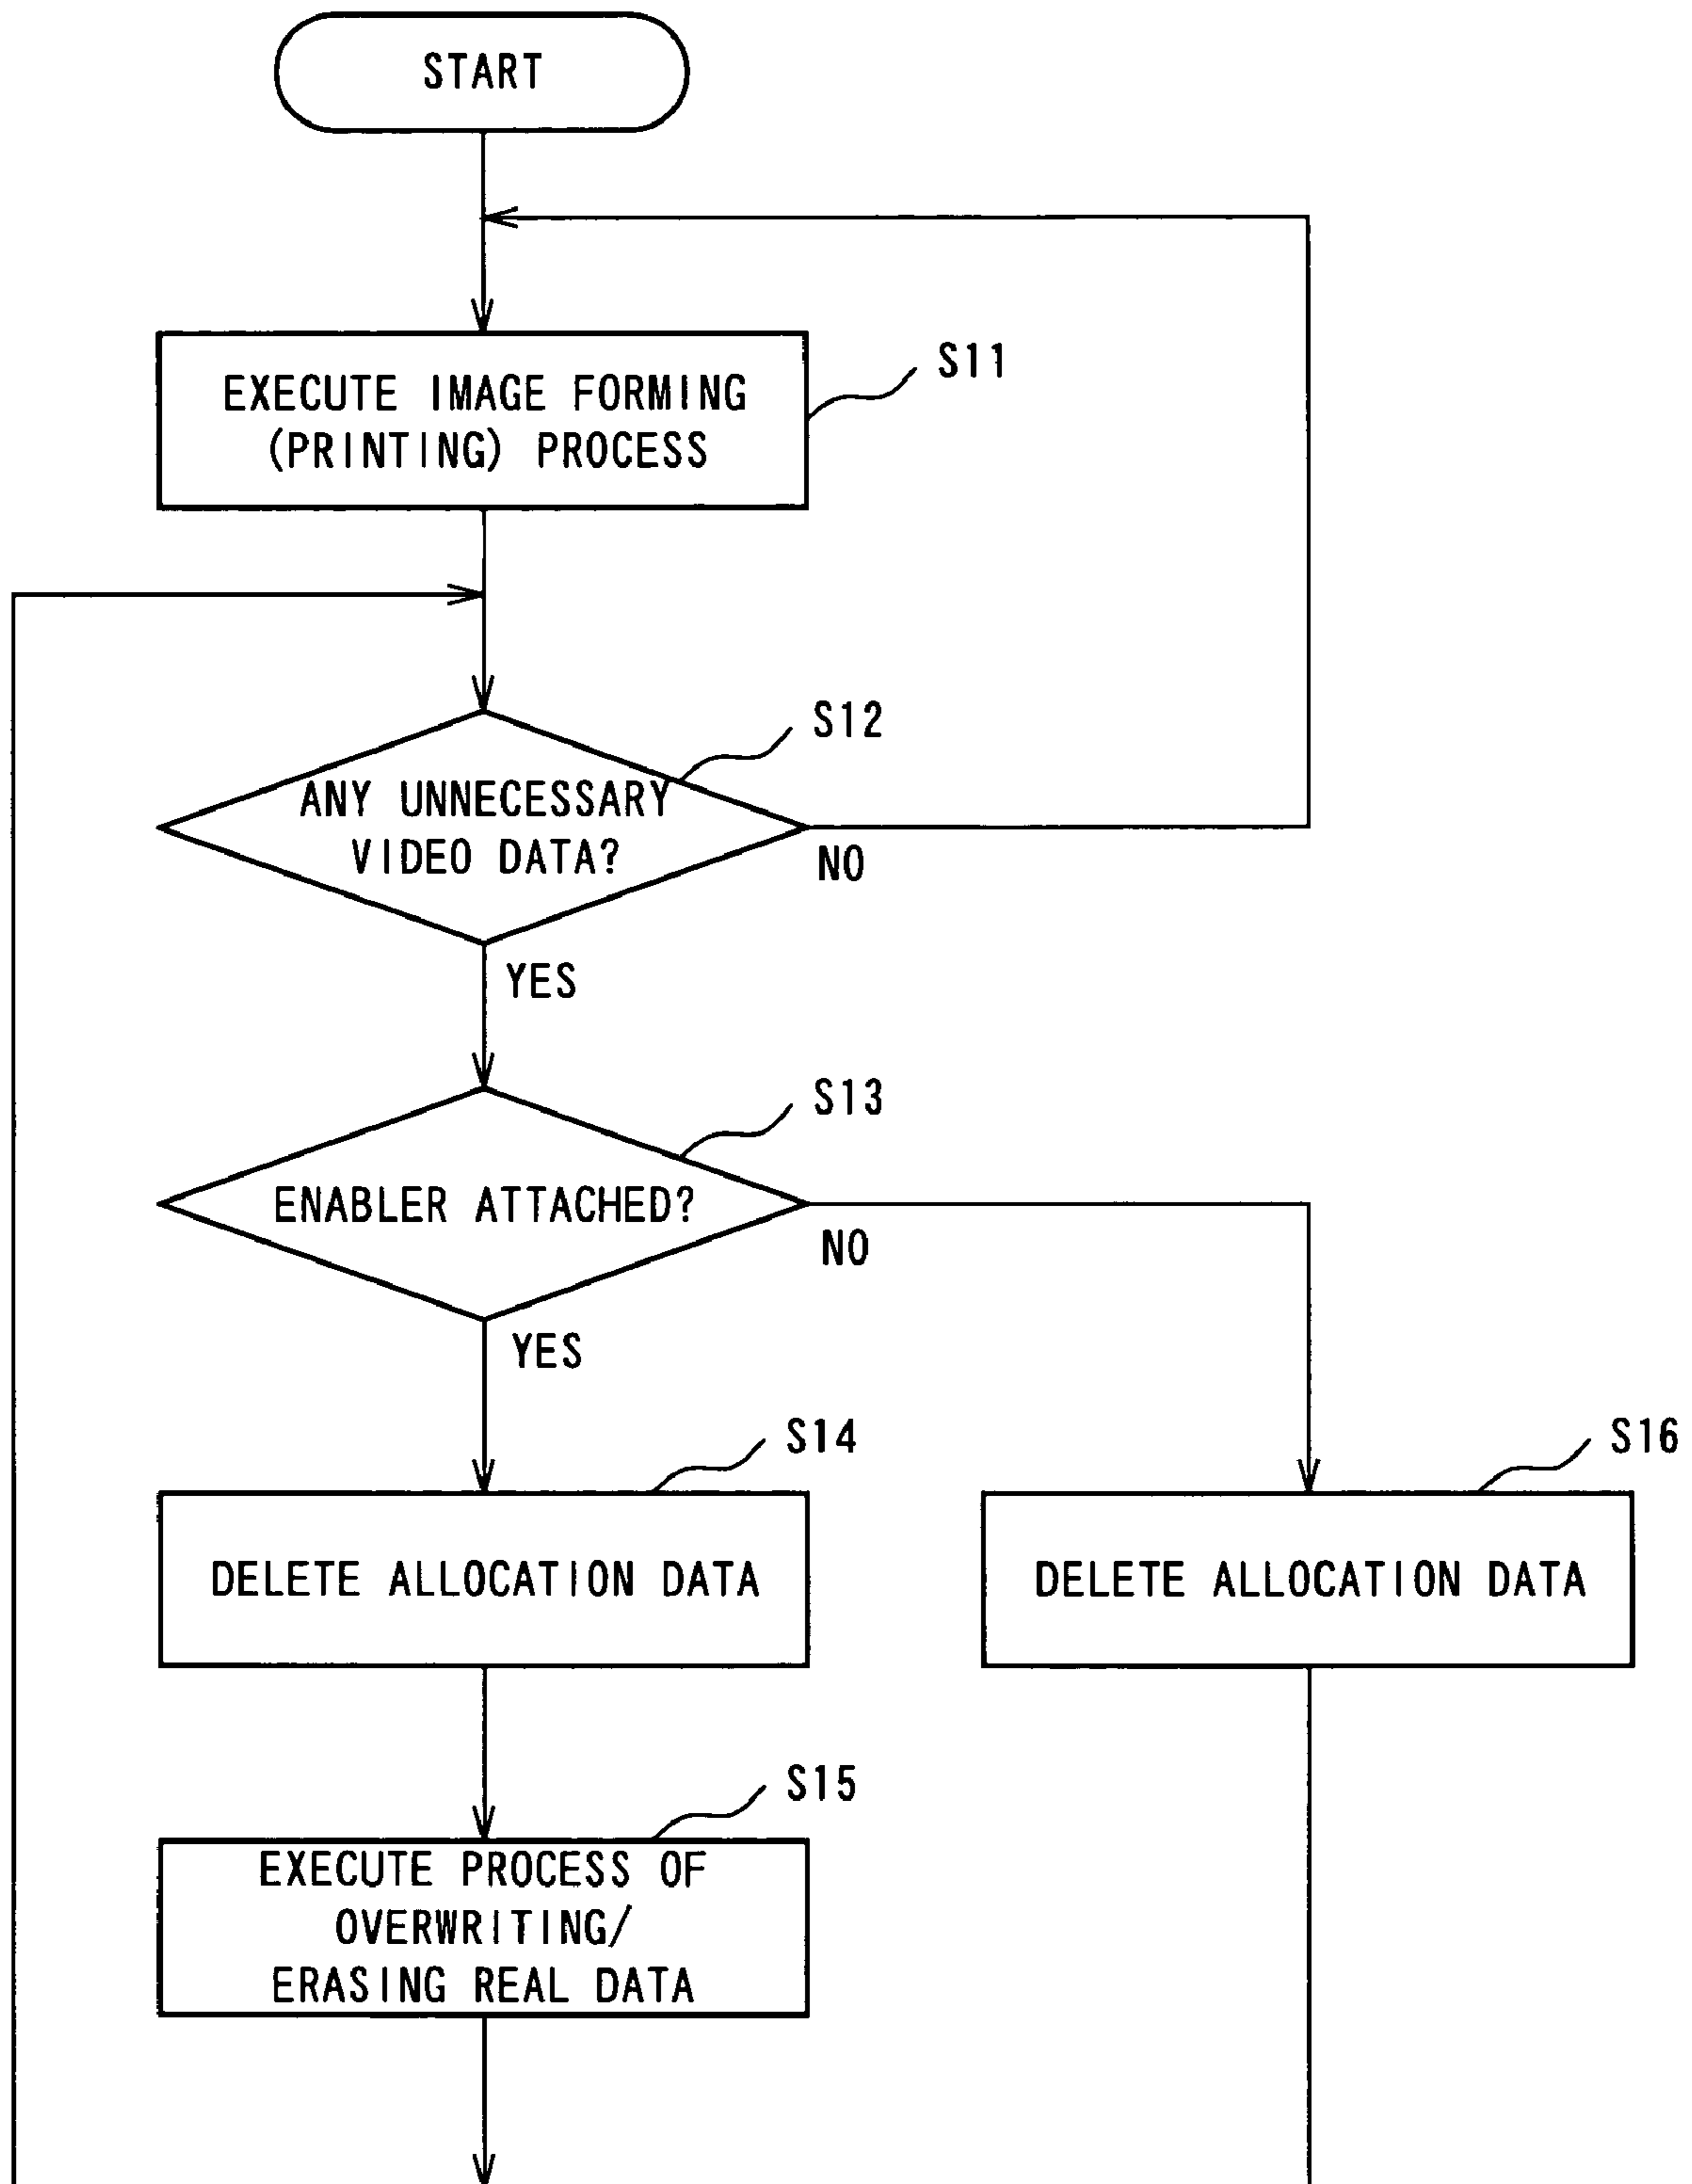 START
EXECUTE IMAGE FORMING
(PRINTING) PROCESS
S11
ANY UNNECESSARY
VIDEO DATA?
S12
NO
YES
ENABLER ATTACHED?
S13
NO
YES
DELETE ALLOCATION DATA
S14
DELETE ALLOCATION DATA
S16
EXECUTE PROCESS OF
OVERWRITING/
ERASING REAL DATA
S15